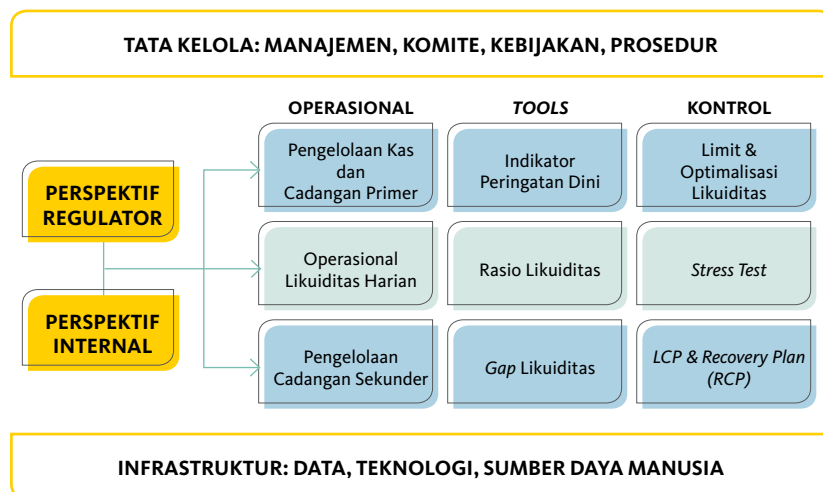 TATA KELOLA: MANAJEMEN, KOMITE, KEBIJAKAN, PROSEDUR
OPERASIONAL
TOOLS
KONTROL
PERSPEKTIF
REGULATOR
PERSPEKTIF
INTERNAL
Pengelolaan Kas
dan
Cadangan Primer
Indikator
Peringatan Dini
Limit &
Optimalisasi
Likuiditas
Operasional
Likuiditas Harian
Rasio Likuiditas
Stress Test
Pengelolaan
Cadangan Sekunder
Gap Likuiditas
LCP & Recovery Plan
(RCP)
INFRASTRUKTUR: DATA, TEKNOLOGI, SUMBER DAYA MANUSIA